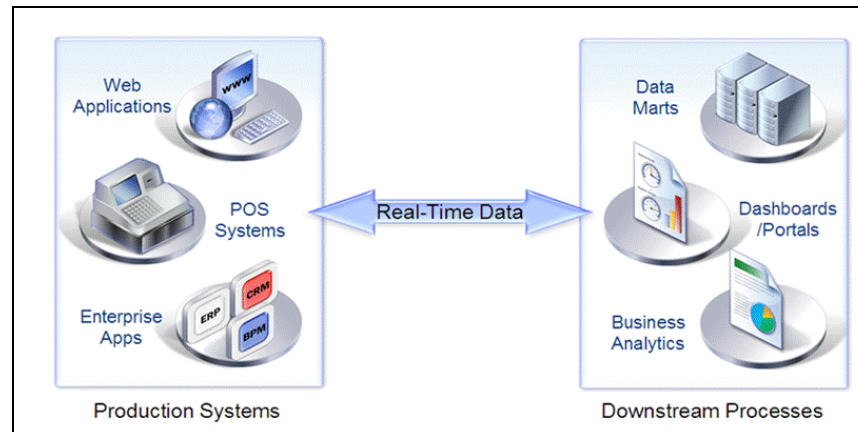 Web
Applications
WWW
POS
Systems
Enterprise
Apps
ERP
CRM
BPM
Production Systems
Real-Time Data
Data
Marts
Dashboards
/Portals
Business
Analytics
Downstream Processes